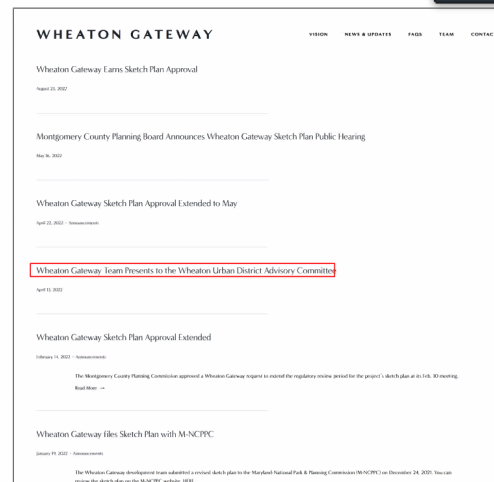 WHEATON GATEWAY
VISION NEWS & UPDATES FAQS TEAM CONTAC
Wheaton Gateway Earns Sketch Plan Approval
August 23, 2022
Montgomery County Planning Board Announces Wheaton Gateway Sketch Plan Public Hearing
May 16, 2022
Wheaton Gateway Sketch Plan Approval Extended to May
April 22, 2022 · Announcements
Wheaton Gateway Team Presents to the Wheaton Urban District Advisory Committee
April 13, 2022
Wheaton Gateway Sketch Plan Approval Extended
February 14, 2022 · Announcements
The Montgomery County Planning Commission approved a Wheaton Gateway request to extend the regulatory review period for the project's sketch plan at its Feb. 10 meeting.
Read More →
Wheaton Gateway files Sketch Plan with M-NCPPC
January 19, 2022 · Announcements
The Wheaton Gateway development team submitted a revised sketch plan to the Maryland-National Park & Planning Commission (M-NCPPC) on December 24, 2021. You can
review the sketch plan on the M-NCPPC website, HERE